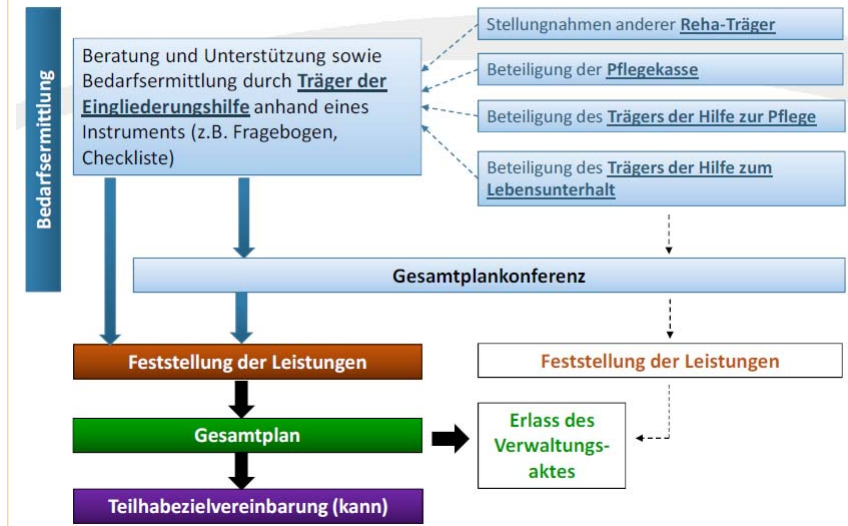 Bedarfsermittlung
Beratung und Unterstützung sowie
Bedarfsermittlung durch Träger der
Eingliederungshilfe anhand eines
Instruments (z.B. Fragebogen,
Checkliste)
Stellungnahmen anderer Reha-Träger
Beteiligung der Pflegekasse
Beteiligung des Trägers der Hilfe zur Pflege
Beteiligung des Trägers der Hilfe zum
Lebensunterhalt
Gesamtplankonferenz
Feststellung der Leistungen
Feststellung der Leistungen
Gesamtplan
Erlass des
Verwaltungs-
aktes
Teilhabezielvereinbarung (kann)